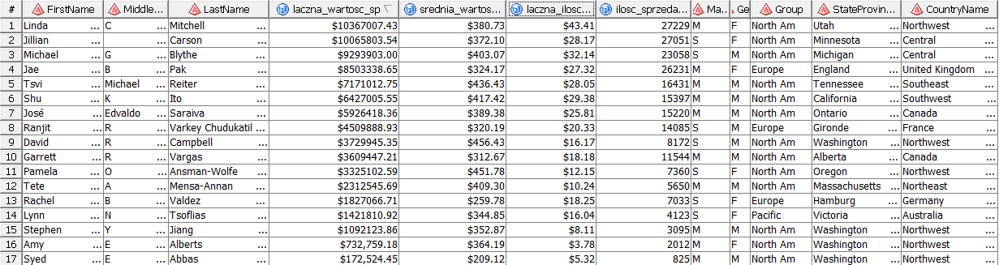 # FirstName Middle... LastName laczna_wartosc_sp srednia_wartos... laczna_ilosc... ilosc_sprzeda... Ma... Ge Group StateProvin... CountryName
1 Linda ... C ... Mitchell ... $10367007.43 $380.73 $43.41 27229 M F North Am Utah ... Northwest ...
2 Jillian ... ... Carson ... $10065803.54 $372.10 $28.17 27051 S F North Am Minnesota ... Central ...
3 Michael ... G ... Blythe ... $9293903.00 $403.07 $32.14 23058 S M North Am Michigan ... Central ...
4 Jae ... B ... Pak ... $8503338.65 $324.17 $27.32 26231 M F Europe England ... United Kingdom ...
5 Tsvi ... Michael ... Reiter ... $7171012.75 $436.43 $28.05 16431 M M North Am Tennessee ... Southeast ...
6 Shu ... K ... Ito ... $6427005.55 $417.42 $29.38 15397 M M North Am California ... Southwest ...
7 José ... Edvaldo ... Saraiva ... $5926418.36 $389.38 $25.81 15220 M M North Am Ontario ... Canada ...
8 Ranjit ... R ... Varkey Chudukatil ... $4509888.93 $320.19 $20.33 14085 S M Europe Gironde ... France ...
9 David ... R ... Campbell ... $3729945.35 $456.43 $16.17 8172 S M North Am Washington ... Northwest ...
10 Garrett ... R ... Vargas ... $3609447.21 $312.67 $18.18 11544 M M North Am Alberta ... Canada ...
11 Pamela ... O ... Ansman-Wolfe ... $3325102.59 $451.78 $12.15 7360 S F North Am Oregon ... Northwest ...
12 Tete ... A ... Mensa-Annan ... $2312545.69 $409.30 $10.24 5650 M M North Am Massachusetts ... Northeast ...
13 Rachel ... B ... Valdez ... $1827066.71 $259.78 $18.25 7033 S F Europe Hamburg ... Germany ...
14 Lynn ... N ... Tsoflias ... $1421810.92 $344.85 $16.04 4123 S F Pacific Victoria ... Australia ...
15 Stephen ... Y ... Jiang ... $1092123.86 $352.87 $8.11 3095 M M North Am Washington ... Northwest ...
16 Amy ... E ... Alberts ... $732,759.18 $364.19 $3.78 2012 M F North Am Washington ... Northwest ...
17 Syed ... E ... Abbas ... $172,524.45 $209.12 $5.32 825 M M North Am Washington ... Northwest ...